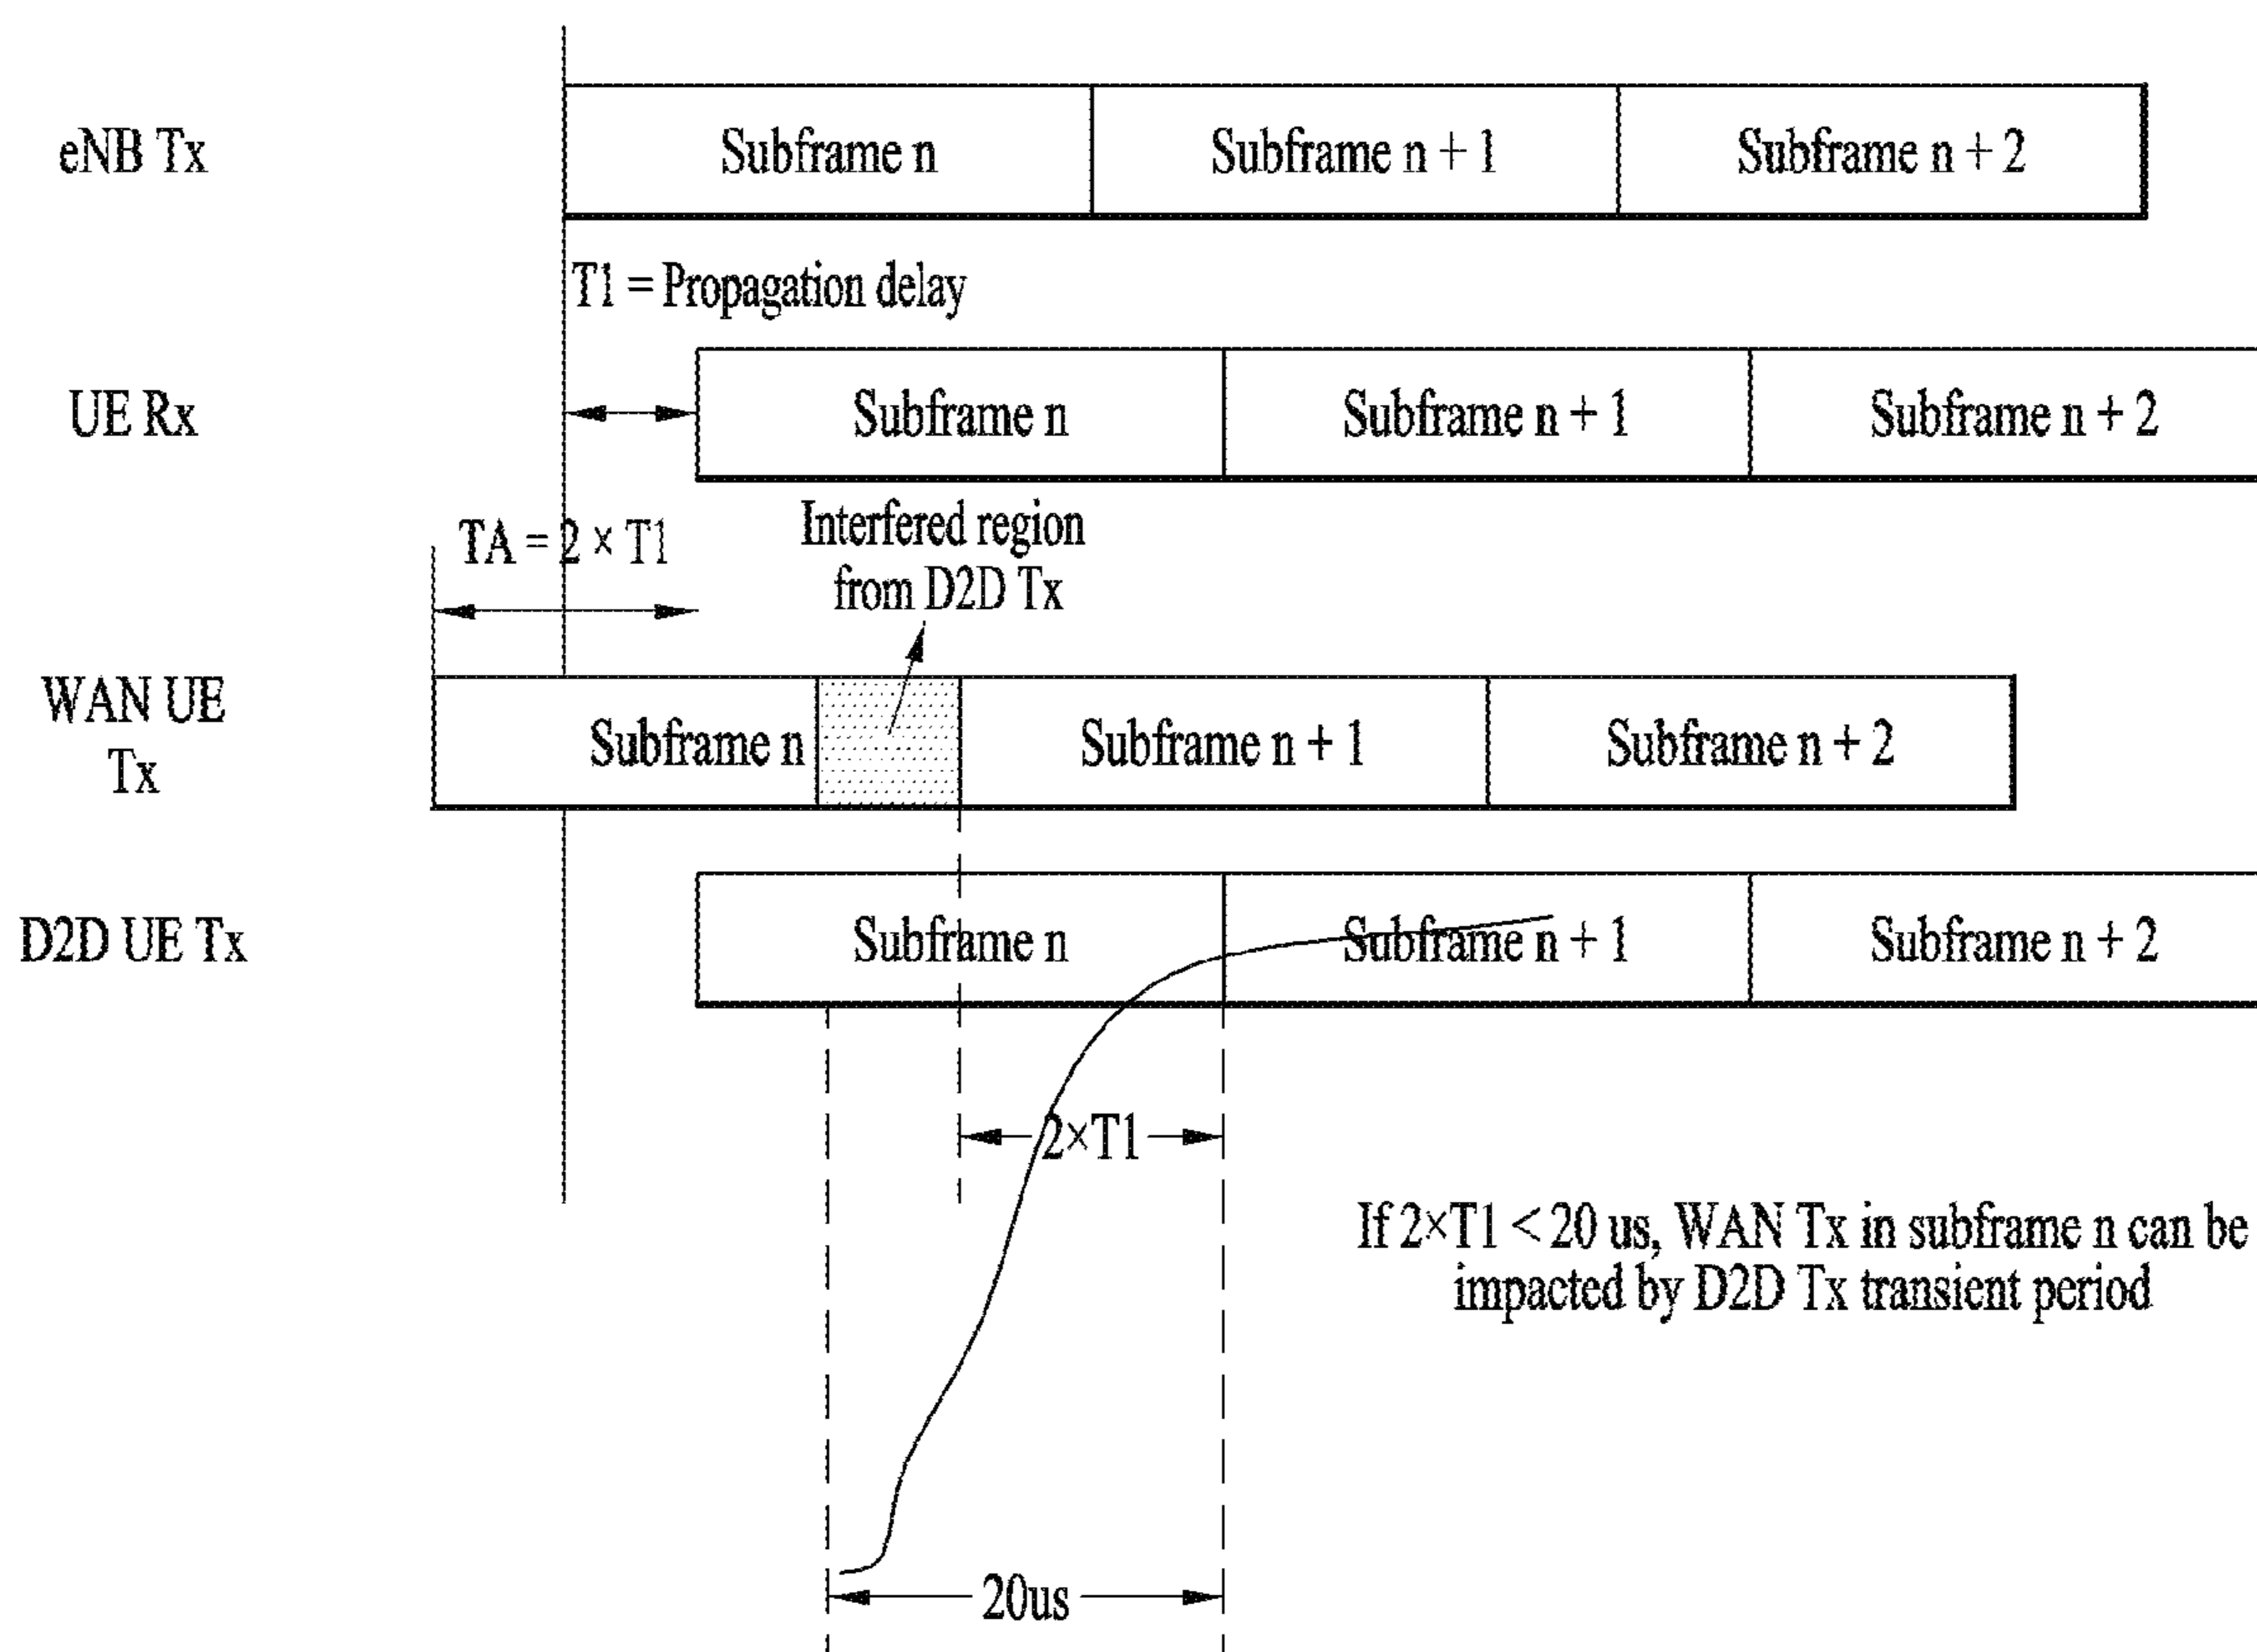 eNB Tx
Subframe n
Subframe n + 1
Subframe n + 2
T1 = Propagation delay
UE Rx
Subframe n
Subframe n + 1
Subframe n + 2
TA = 2 × T1
Interfered region
from D2D Tx
WAN UE
Tx
Subframe n
Subframe n + 1
Subframe n + 2
D2D UE Tx
Subframe n
Subframe n + 1
Subframe n + 2
2×T1
If 2×T1 < 20 us, WAN Tx in subframe n can be
impacted by D2D Tx transient period
20us